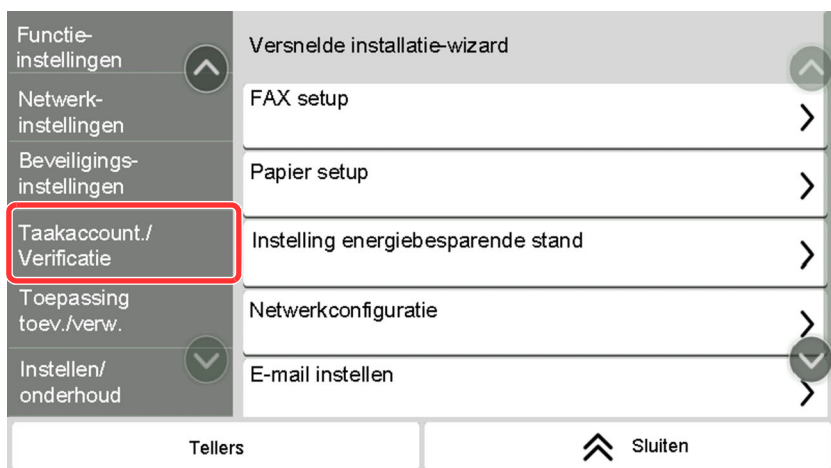 Functie-
instellingen
Netwerk-
instellingen
Beveiligings-
instellingen
Taakaccount./
Verificatie
Toepassing
toev./verw.
Instellen/
onderhoud
Versnelde installatie-wizard
FAX setup
Papier setup
Instelling energiebesparende stand
Netwerkconfiguratie
E-mail instellen
Tellers
Sluiten